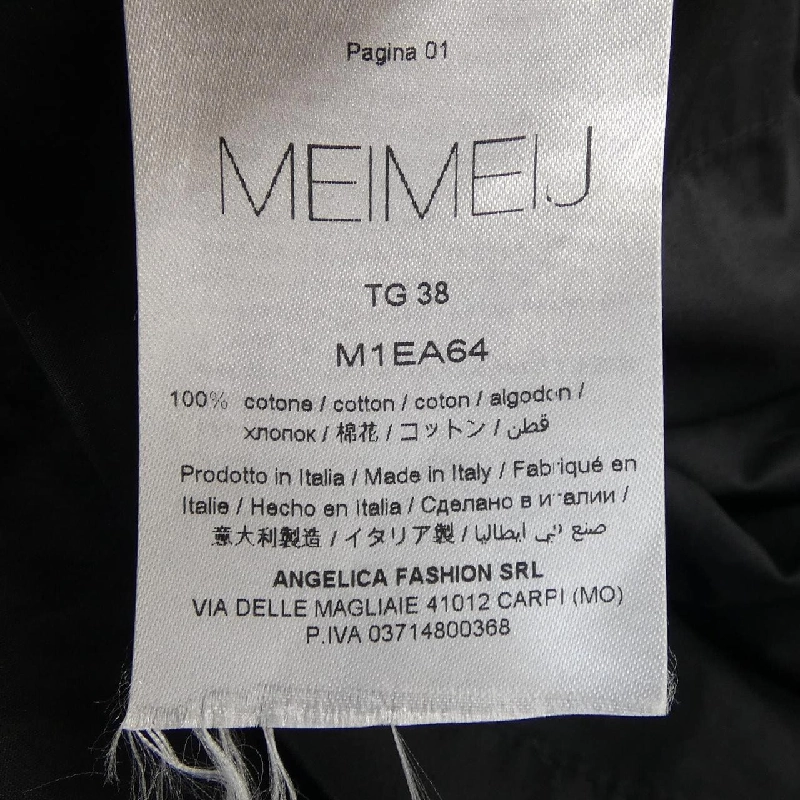 Pagina 01
MEIMEIJ
TG 38
M1EA64
100% cotone / cotton / coton / algodon /
хлопок / 棉花 / コットン / قطن
Prodotto in Italia / Made in Italy / Fabriqué en
Italie / Hecho en Italia / Сделано в италии /
意大利製造 / イタリア製 / صنع في ايطاليا
ANGELICA FASHION SRL
VIA DELLE MAGLIAIE 41012 CARPI (MO)
P.IVA 03714800368